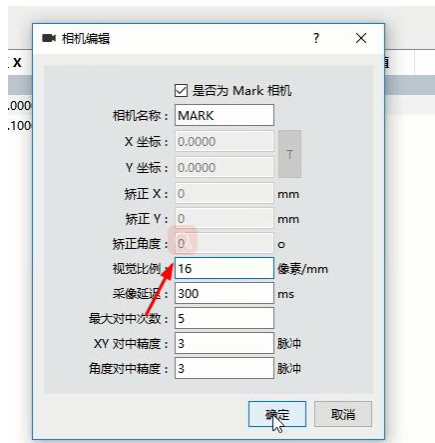 相机编辑
?
X
值
.000
.100
是否为 Mark 相机
相机名称： MARK
X 坐标： 0.0000
T
Y 坐标： 0.0000
矫正 X： 0 mm
矫正 Y： 0 mm
矫正角度： 0 o
视觉比例： 16 像素/mm
采像延迟： 300 ms
最大对中次数： 5
XY 对中精度： 3 脉冲
角度对中精度： 3 脉冲
确定 取消